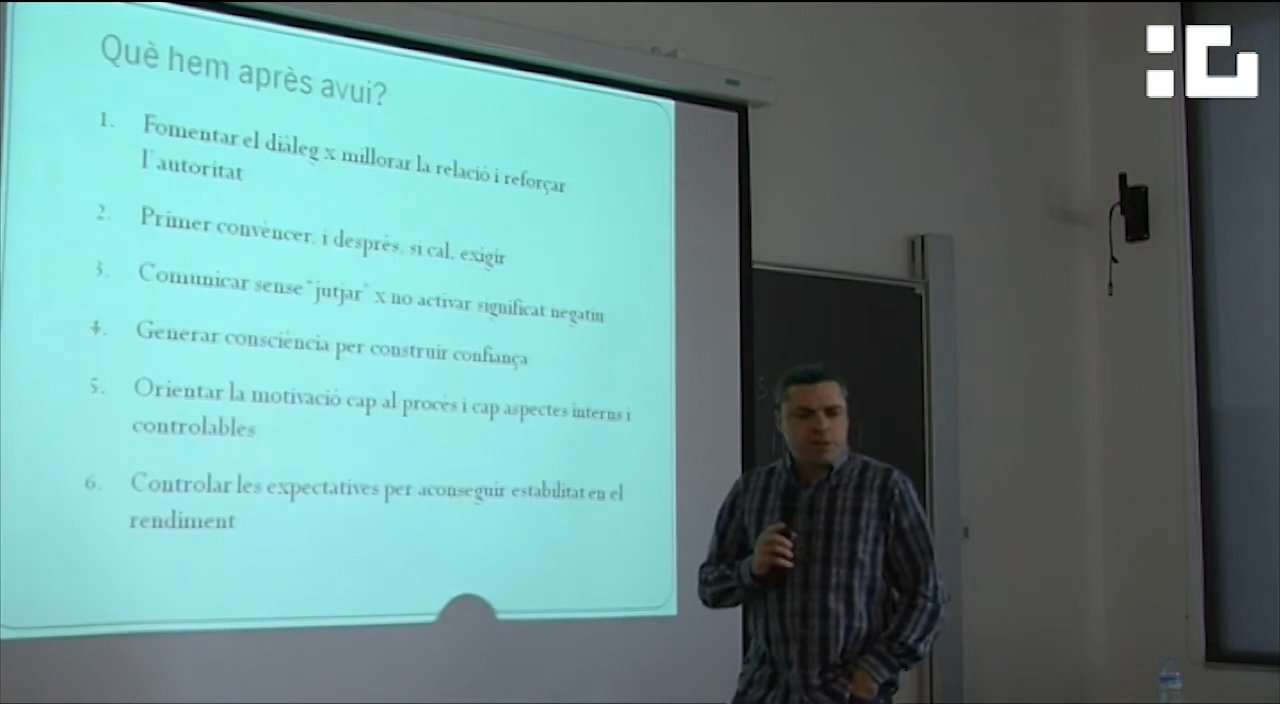 Què hem après avui?
1. Fomentar el diàleg x millorar la relació i reforçar
l'autoritat
2. Primer convèncer, i després, si cal, exigir
3. Comunicar sense "jutjar" x no activar significat negatiu
4. Generar consciència per construir confiança
5. Orientar la motivació cap al procés i cap aspectes interns i
controlables
6. Controlar les expectatives per aconseguir estabilitat en el
rendiment